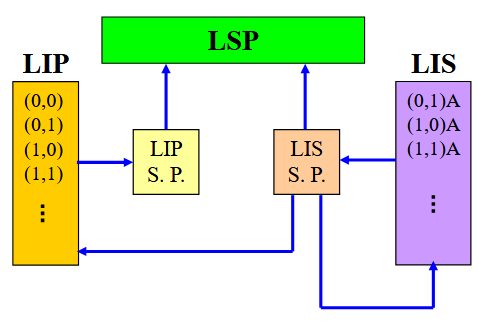 LSP
LIP
LIS
(0,0)
(0,1)
(1,0)
(1,1)
⋮
LIP
S. P.
LIS
S. P.
(0,1)A
(1,0)A
(1,1)A
⋮